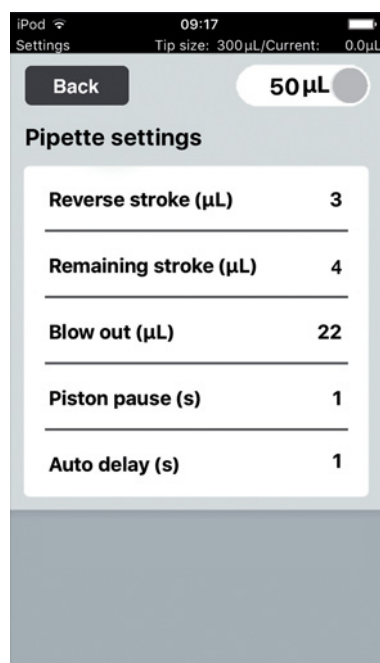 iPod 09:17
Settings Tip size: 300µL/Current: 0.0µL
Back 50µL
Pipette settings
Reverse stroke (µL) 3
Remaining stroke (µL) 4
Blow out (µL) 22
Piston pause (s) 1
Auto delay (s) 1